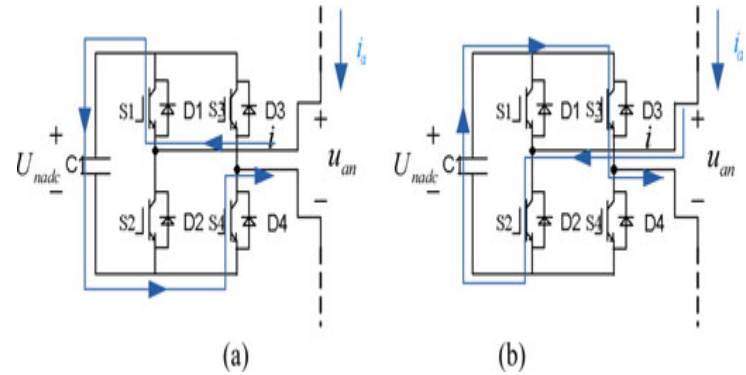 i_a
S1 D1 S3 D3
+
i
+
U_nadc C1
u_an
−
S2 D2 S4 D4
−
(a)
i_a
S1 D1 S3 D3
+
i
+
U_nadc C1
u_an
−
S2 D2 S4 D4
−
(b)